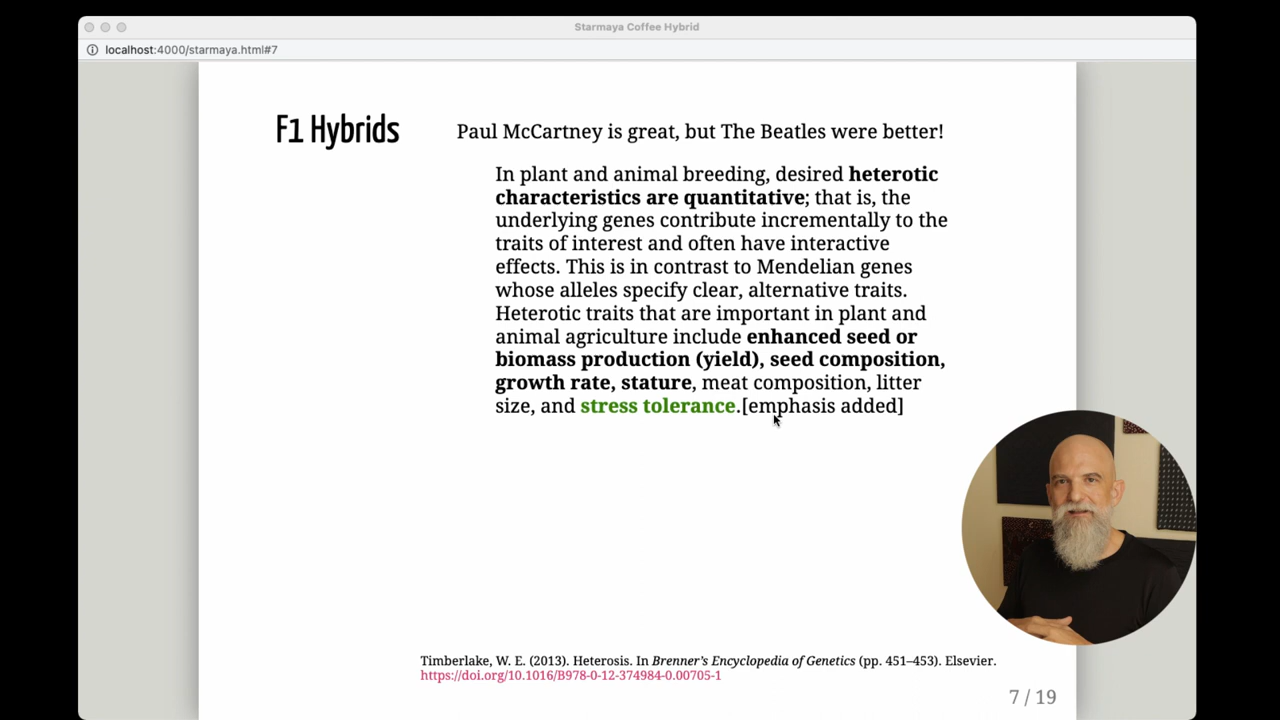 Starmaya Coffee Hybrid
localhost:4000/starmaya.html#7
F1 Hybrids
Paul McCartney is great, but The Beatles were better!
In plant and animal breeding, desired heterotic
characteristics are quantitative; that is, the
underlying genes contribute incrementally to the
traits of interest and often have interactive
effects. This is in contrast to Mendelian genes
whose alleles specify clear, alternative traits.
Heterotic traits that are important in plant and
animal agriculture include enhanced seed or
biomass production (yield), seed composition,
growth rate, stature, meat composition, litter
size, and stress tolerance.[emphasis added]
Timberlake, W. E. (2013). Heterosis. In Brenner's Encyclopedia of Genetics (pp. 451–453). Elsevier.
https://doi.org/10.1016/B978-0-12-374984-0.00705-1
7 / 19